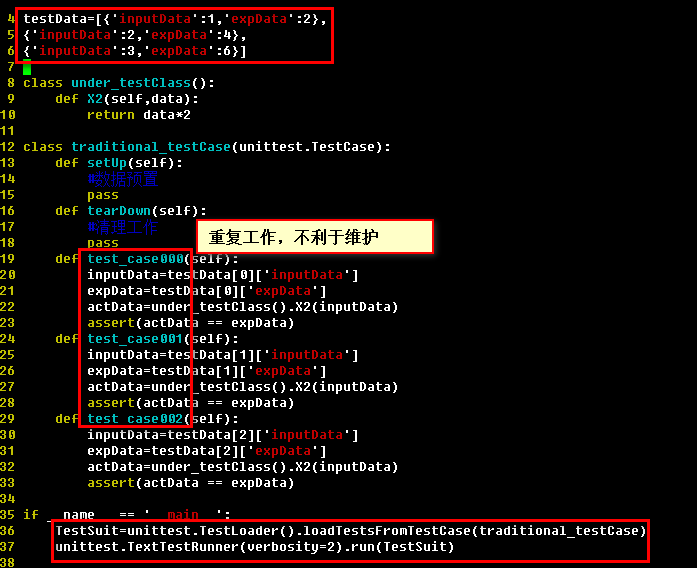 4 testData=[{'inputData':1,'expData':2},
5 {'inputData':2,'expData':4},
6 {'inputData':3,'expData':6}]
7
8 class under_testClass():
9     def X2(self,data):
10         return data*2
11
12 class traditional_testCase(unittest.TestCase):
13     def setUp(self):
14         #数据预置
15         pass
16     def tearDown(self):
17         #清理工作
18         pass
重复工作，不利于维护
19     def test_case000(self):
20         inputData=testData[0]['inputData']
21         expData=testData[0]['expData']
22         actData=under_testClass().X2(inputData)
23         assert(actData == expData)
24     def test_case001(self):
25         inputData=testData[1]['inputData']
26         expData=testData[1]['expData']
27         actData=under_testClass().X2(inputData)
28         assert(actData == expData)
29     def test_case002(self):
30         inputData=testData[2]['inputData']
31         expData=testData[2]['expData']
32         actData=under_testClass().X2(inputData)
33         assert(actData == expData)
34
35 if __name__ == '__main__':
36     TestSuit=unittest.TestLoader().loadTestsFromTestCase(traditional_testCase)
37     unittest.TextTestRunner(verbosity=2).run(TestSuit)
38